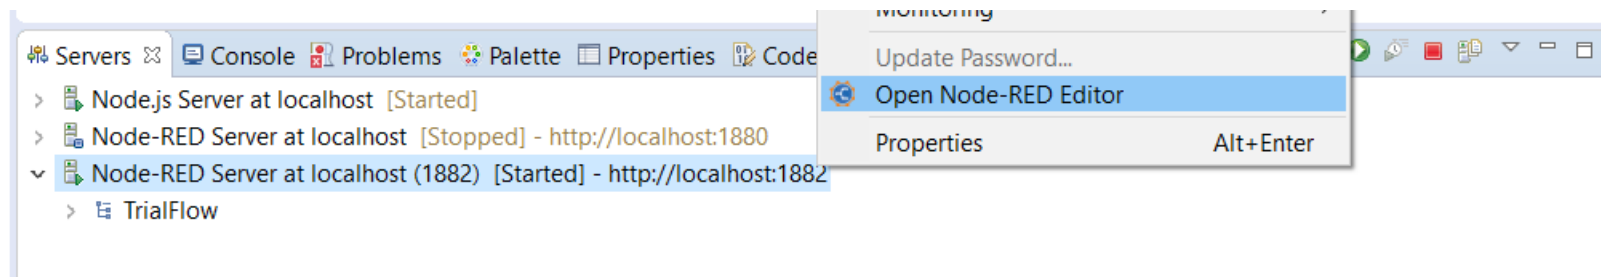 Monitoring
Servers Console Problems Palette Properties Code
Update Password...
Open Node-RED Editor
Properties Alt+Enter
Node.js Server at localhost [Started]
Node-RED Server at localhost [Stopped] - http://localhost:1880
Node-RED Server at localhost (1882) [Started] - http://localhost:1882
TrialFlow